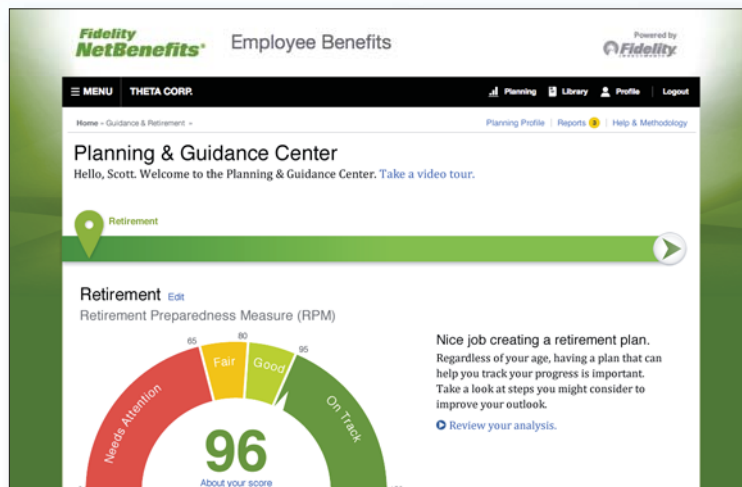 Fidelity
NetBenefits®
Employee Benefits
Powered by
Fidelity
INVESTMENTS
MENU
THETA CORP.
Planning
Library
Profile
Logout
Home – Guidance & Retirement –
Planning Profile | Reports 3 | Help & Methodology
Planning & Guidance Center
Hello, Scott. Welcome to the Planning & Guidance Center. Take a video tour.
Retirement
Retirement Edit
Retirement Preparedness Measure (RPM)
65
80
95
Needs Attention
Fair
Good
On Track
96
About your score
Nice job creating a retirement plan.
Regardless of your age, having a plan that can
help you track your progress is important.
Take a look at steps you might consider to
improve your outlook.
Review your analysis.